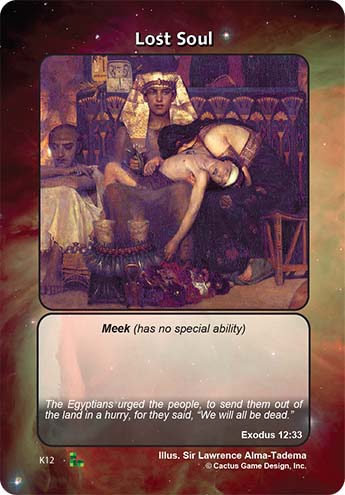 Lost Soul
Meek (has no special ability)
The Egyptians urged the people, to send them out of
the land in a hurry, for they said, “We will all be dead.”
Exodus 12:33
K12
Illus. Sir Lawrence Alma-Tadema
© Cactus Game Design, Inc.